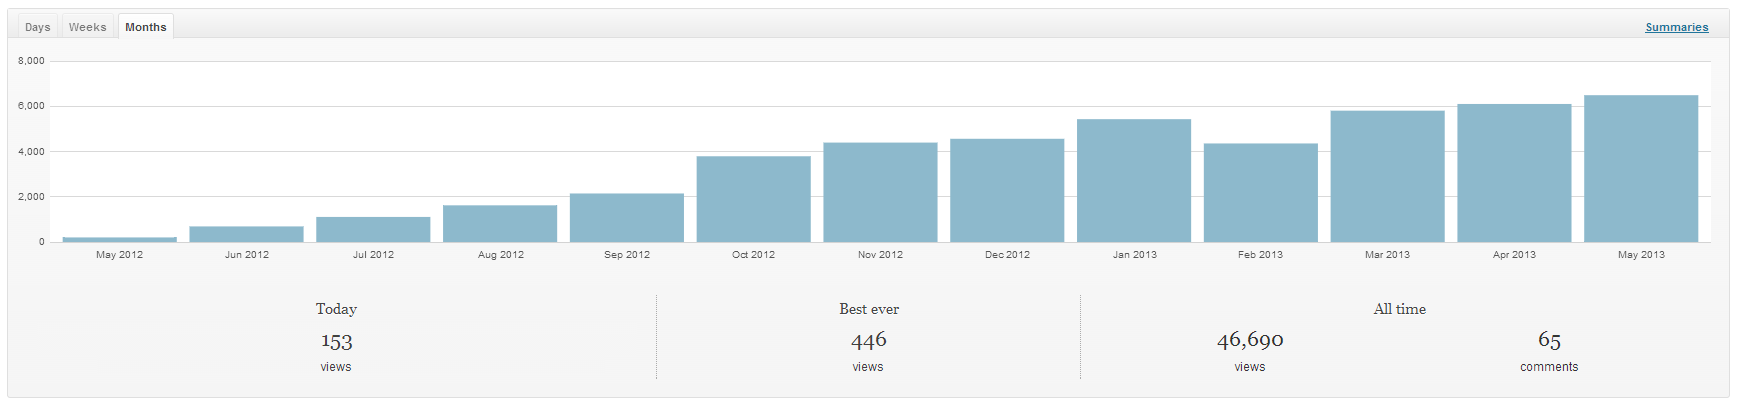 Days Weeks Months Summaries
8,000
6,000
4,000
2,000
0
May 2012 Jun 2012 Jul 2012 Aug 2012 Sep 2012 Oct 2012 Nov 2012 Dec 2012 Jan 2013 Feb 2013 Mar 2013 Apr 2013 May 2013
Today Best ever All time
153 446 46,690 65
views views views comments